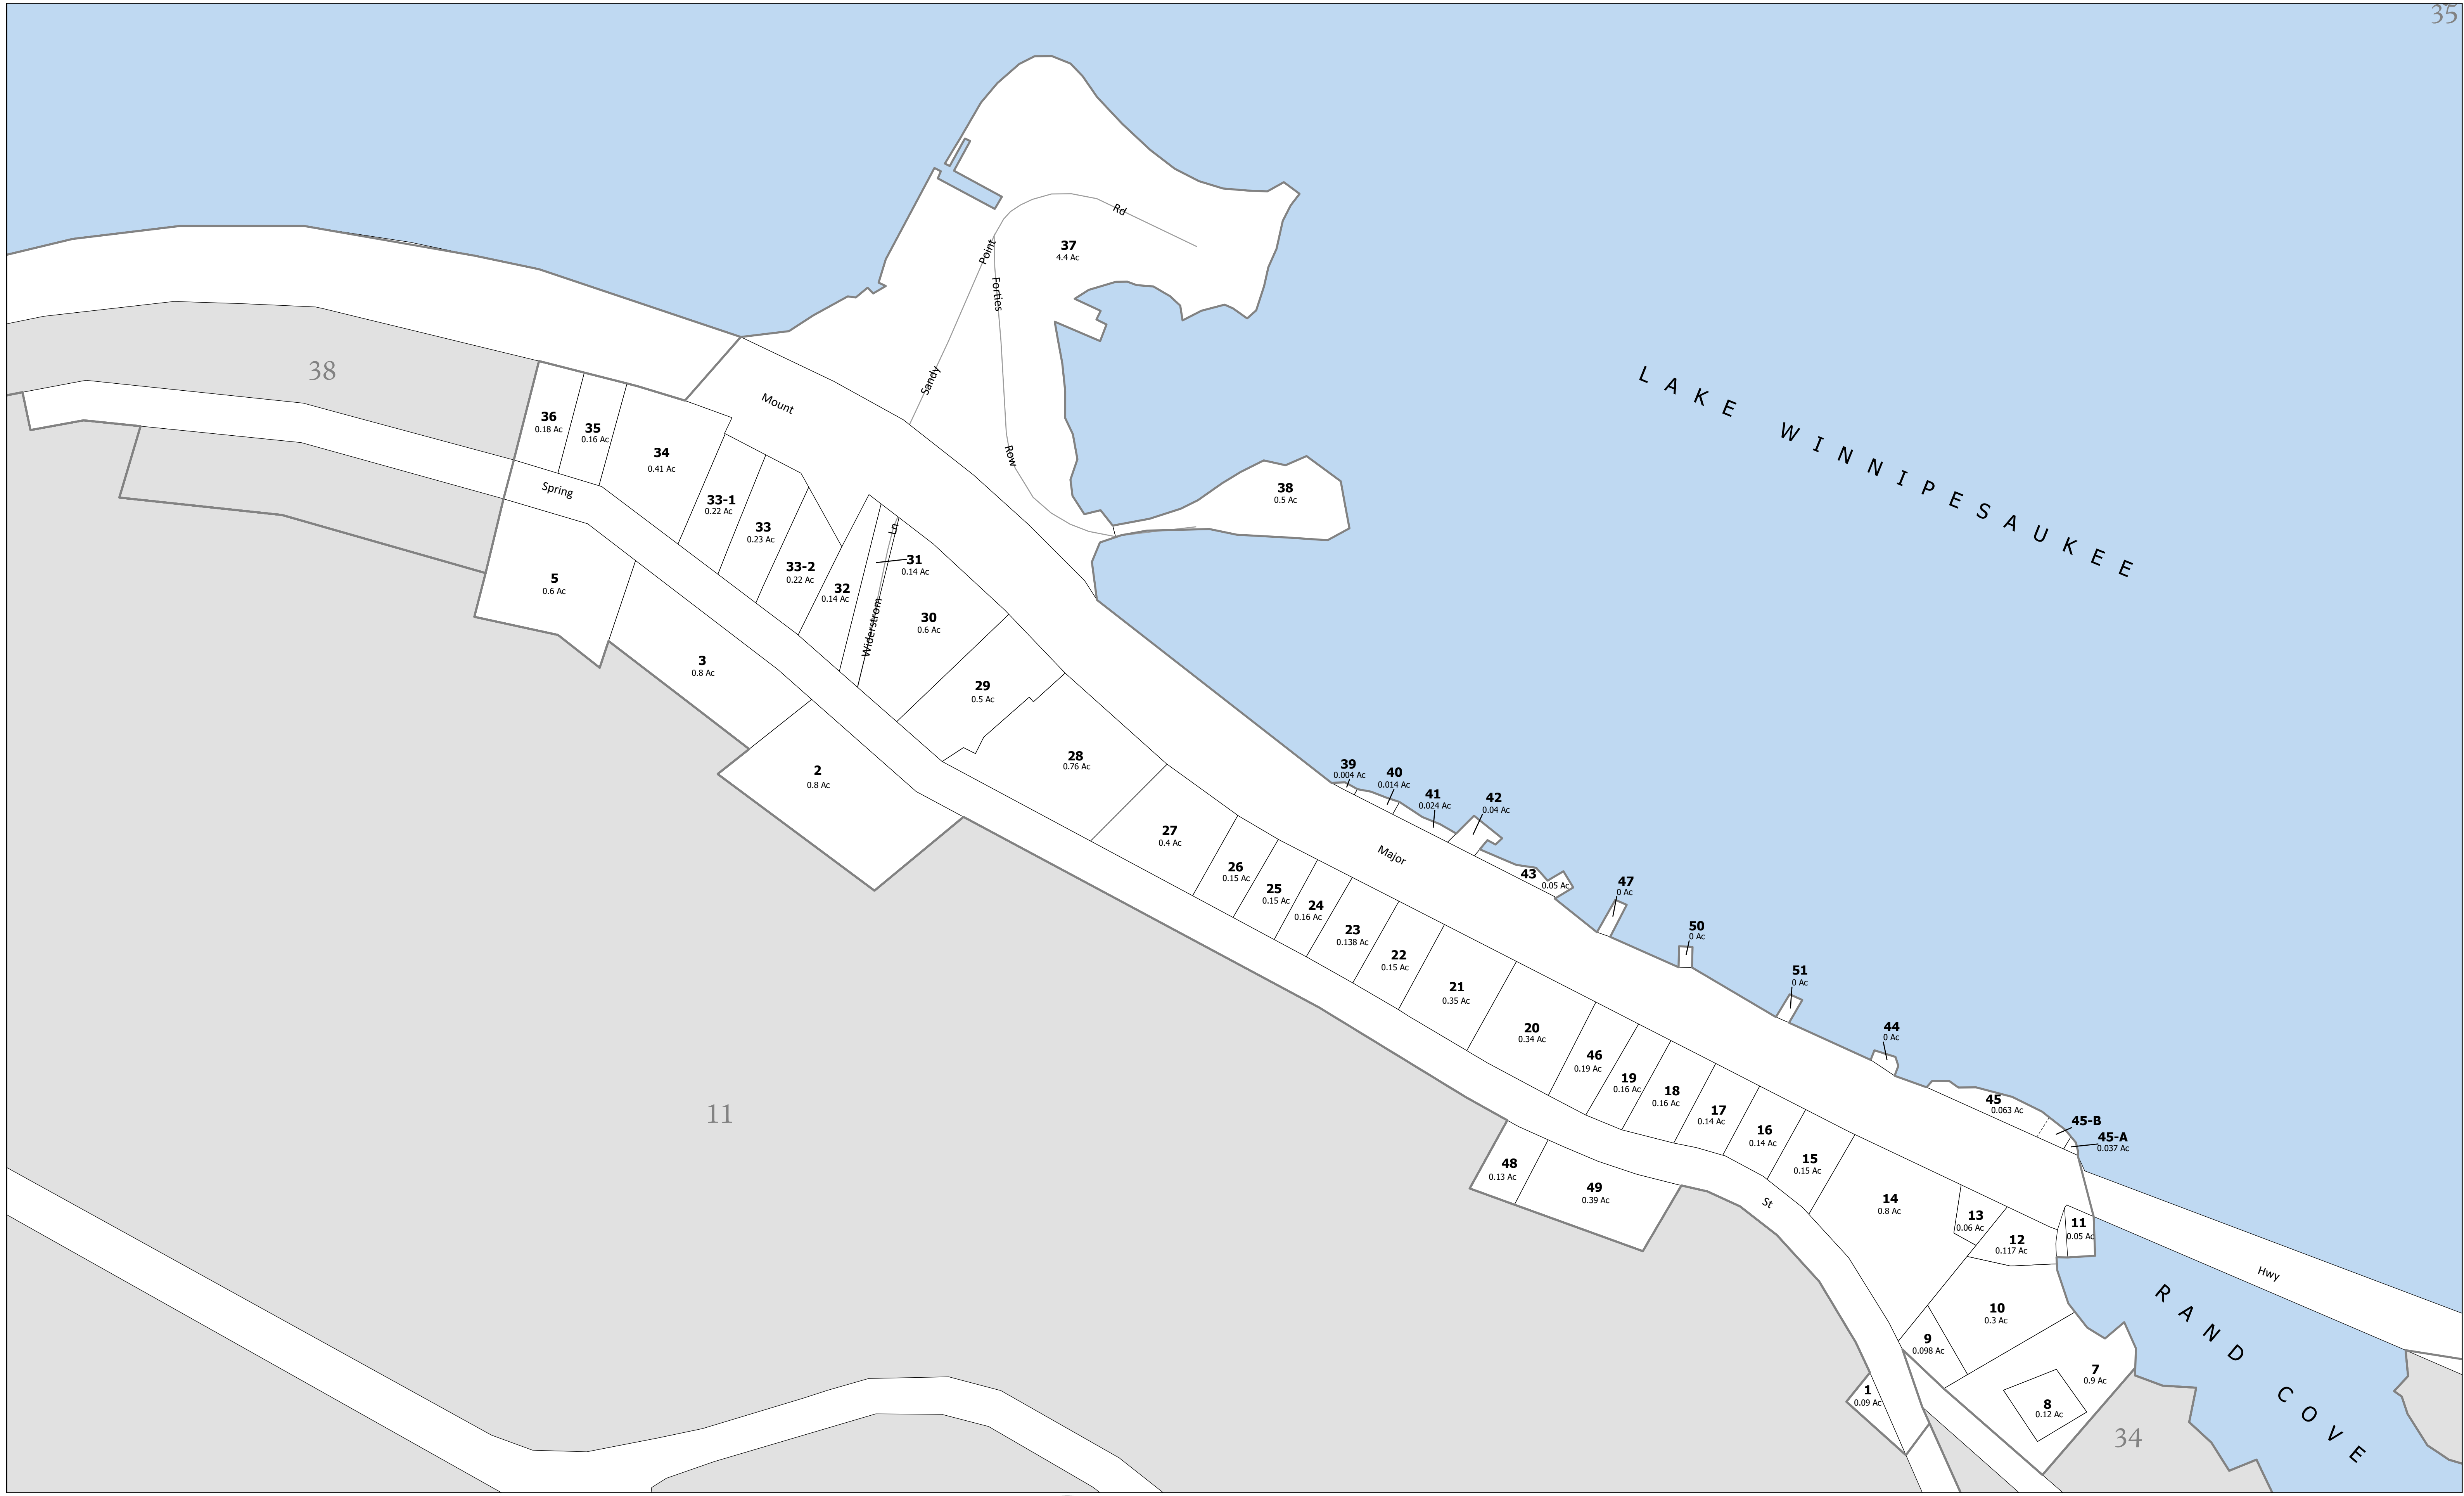 35
Rd
Point
37
4.4 Ac
Forties
Sandy
Row
38
Mount
LAKE WINNIPESAUKEE
36
0.18 Ac
35
0.16 Ac
34
0.41 Ac
Spring
33-1
0.22 Ac
33
0.23 Ac
33-2
0.22 Ac
32
0.14 Ac
Ln
31
0.14 Ac
Widerstrom
30
0.6 Ac
38
0.5 Ac
5
0.6 Ac
3
0.8 Ac
29
0.5 Ac
2
0.8 Ac
28
0.76 Ac
27
0.4 Ac
39
0.004 Ac
40
0.014 Ac
41
0.024 Ac
42
0.04 Ac
Major
43
0.05 Ac
47
0 Ac
50
0 Ac
51
0 Ac
44
0 Ac
26
0.15 Ac
25
0.15 Ac
24
0.16 Ac
23
0.138 Ac
22
0.15 Ac
21
0.35 Ac
20
0.34 Ac
46
0.19 Ac
19
0.16 Ac
18
0.16 Ac
17
0.14 Ac
16
0.14 Ac
15
0.15 Ac
45
0.063 Ac
45-B
45-A
0.037 Ac
11
48
0.13 Ac
49
0.39 Ac
St
14
0.8 Ac
13
0.06 Ac
12
0.117 Ac
11
0.05 Ac
Hwy
10
0.3 Ac
9
0.098 Ac
RAND COVE
7
0.9 Ac
8
0.12 Ac
1
0.09 Ac
34